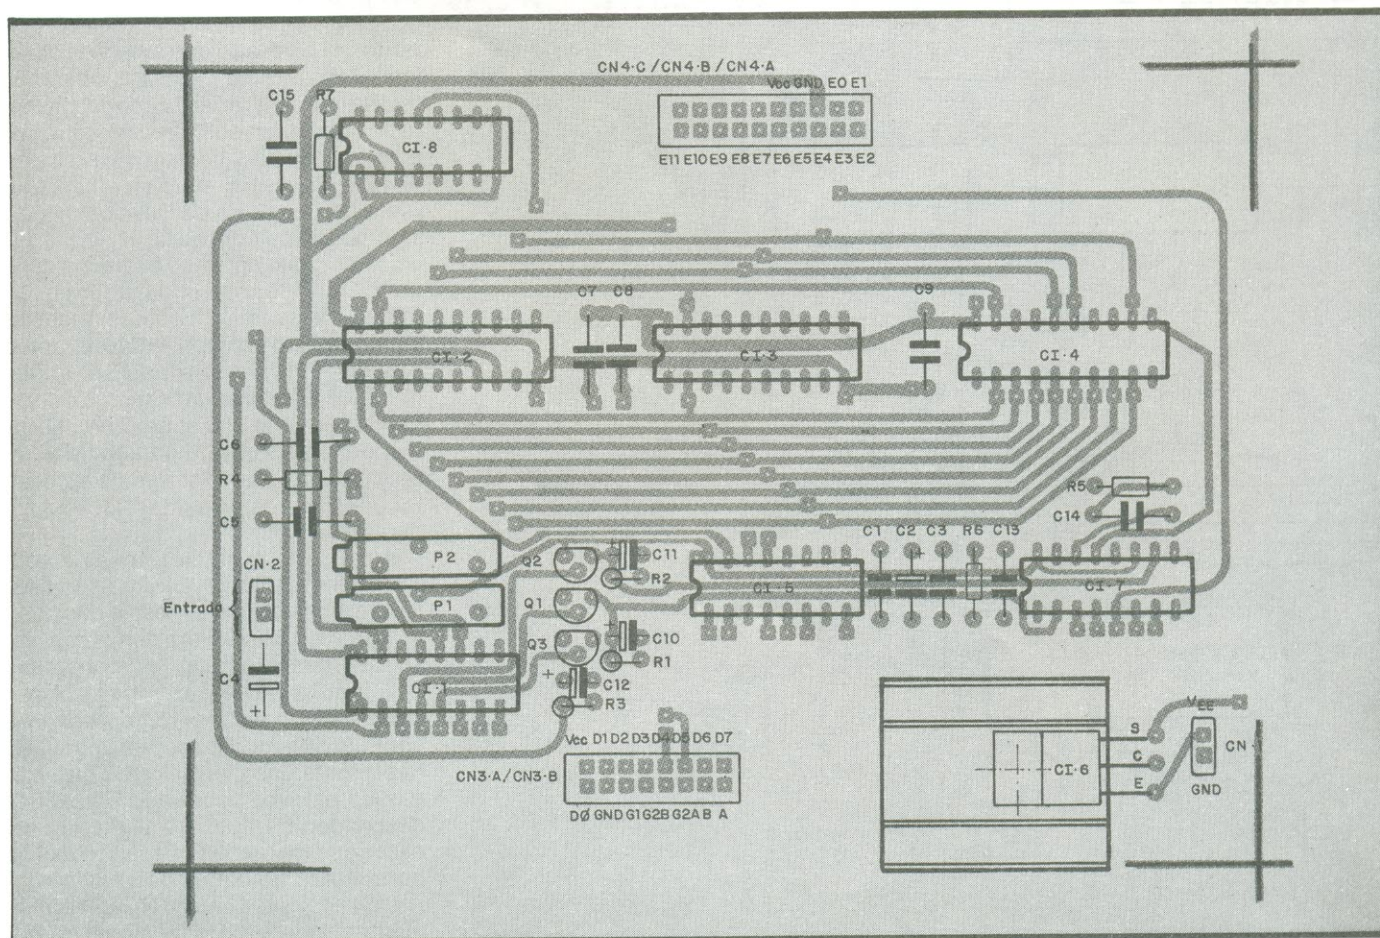 CN4·C/CN4·B/CN4·A
Vcc GND E0 E1
C15 R7
CI·8
E11 E10 E9 E8 E7 E6 E5 E4 E3 E2
C7 C8 C9
CI·2 CI·3 CI·4
C6
R4
C5
R5
C14
CN·2
P2
Q2
C11
R2
C1 C2 C3 R6 C13
CI·5
CI·7
Entrada
P1
Q1
C10
R1
Q3
C4
CI·1
C12
R3
+ + + + +
Vcc D1 D2 D3 D4 D5 D6 D7
CN3·A/CN3·B
DØ GND G1 G2B G2A B A
S
C
E
CI·6
VEE
CN
GND